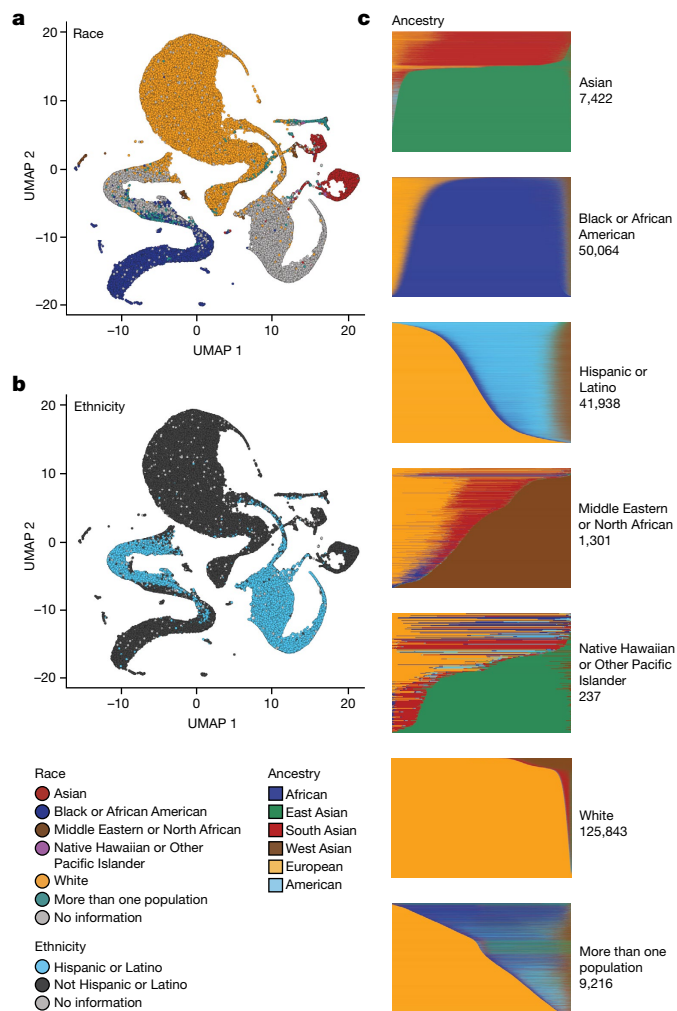 a
Race
20
10
0
−10
−20
UMAP 2
−10
0
10
20
UMAP 1
b
Ethnicity
20
10
0
−10
−20
UMAP 2
−10
0
10
20
UMAP 1
Race
Asian
Black or African American
Middle Eastern or North African
Native Hawaiian or Other
Pacific Islander
White
More than one population
No information
Ethnicity
Hispanic or Latino
Not Hispanic or Latino
No information
Ancestry
African
East Asian
South Asian
West Asian
European
American
c
Ancestry
Asian
7,422
Black or African
American
50,064
Hispanic or
Latino
41,938
Middle Eastern
or North African
1,301
Native Hawaiian
or Other Pacific
Islander
237
White
125,843
More than one
population
9,216